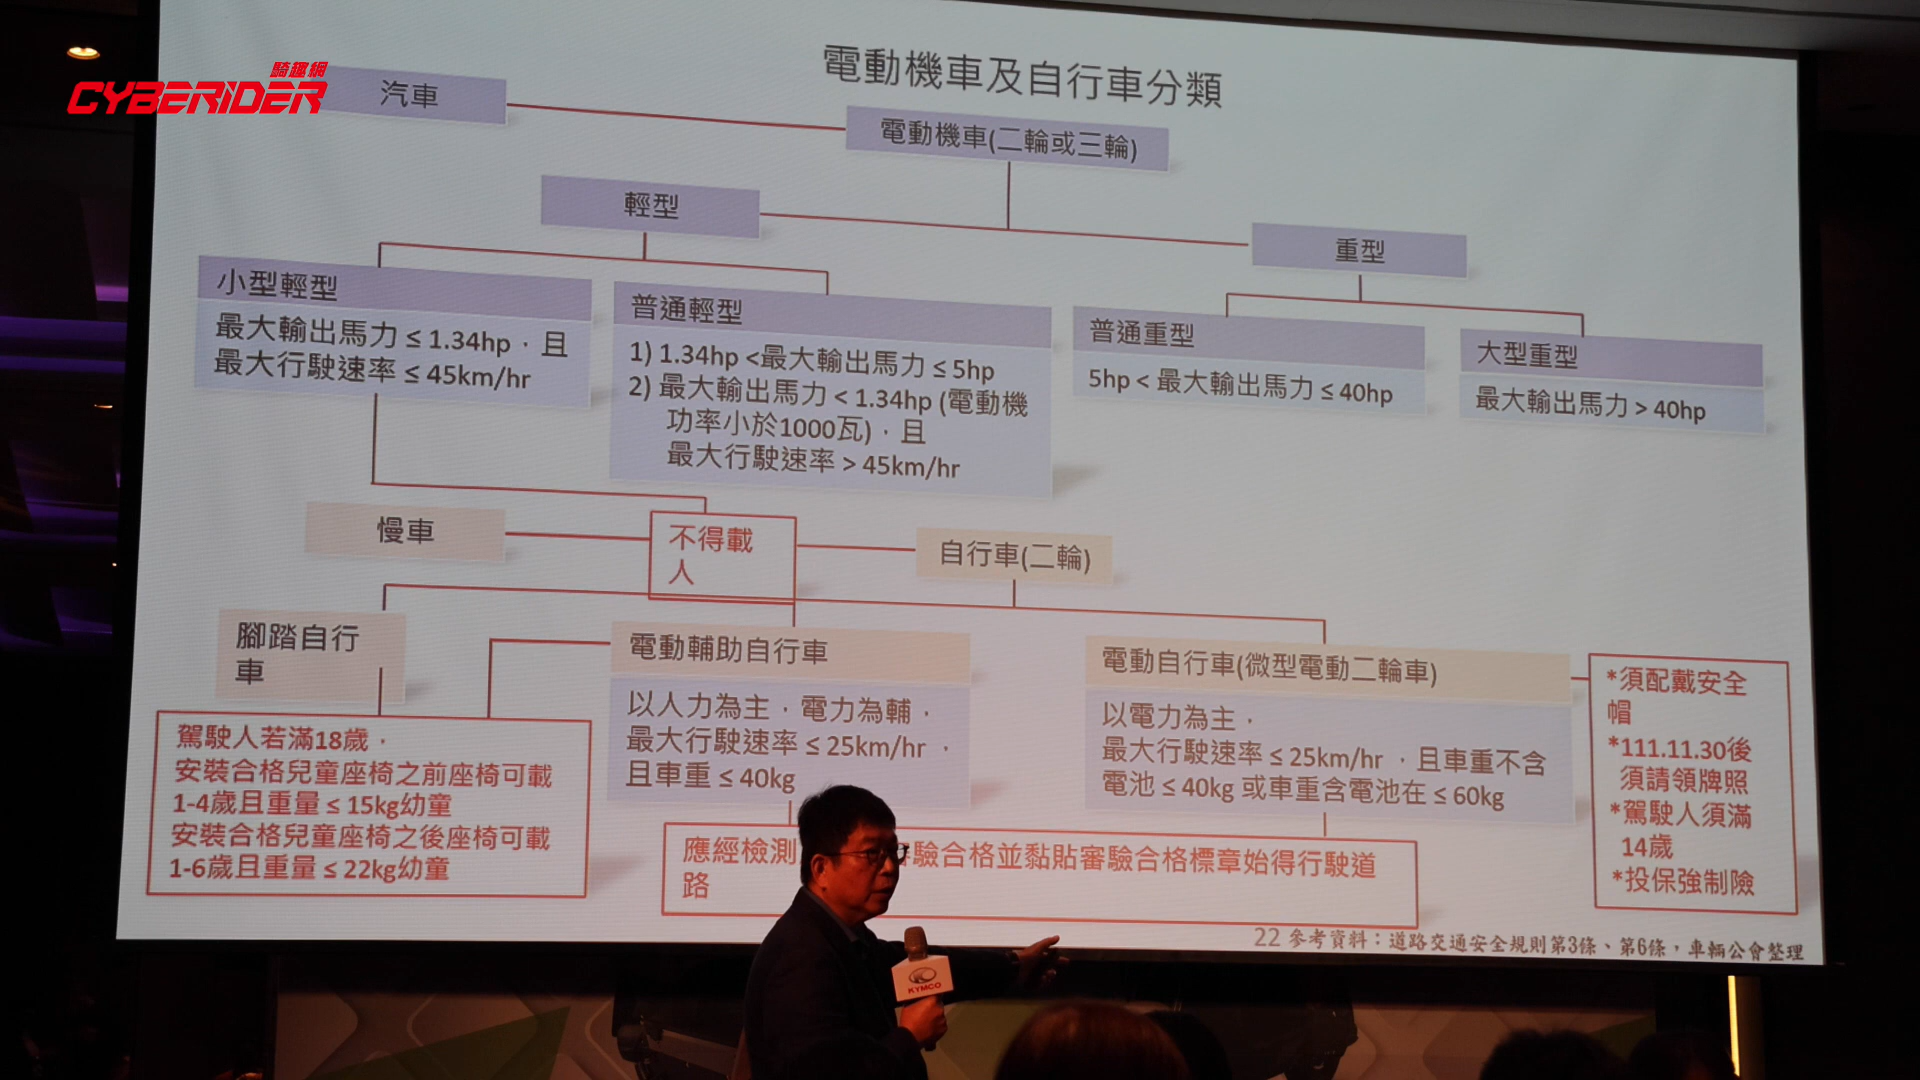 騎趣網
CYBERIDER
電動機車及自行車分類
汽車
電動機車(二輪或三輪)
輕型
重型
小型輕型
最大輸出馬力 ≤ 1.34hp，且
最大行駛速率 ≤ 45km/hr
普通輕型
1) 1.34hp <最大輸出馬力 ≤ 5hp
2) 最大輸出馬力 < 1.34hp (電動機
功率小於1000瓦)，且
最大行駛速率 > 45km/hr
普通重型
5hp < 最大輸出馬力 ≤ 40hp
大型重型
最大輸出馬力 > 40hp
慢車
不得載
人
自行車(二輪)
腳踏自行
車
駕駛人若滿18歲，
安裝合格兒童座椅之前座椅可載
1-4歲且重量 ≤ 15kg幼童
安裝合格兒童座椅之後座椅可載
1-6歲且重量 ≤ 22kg幼童
電動輔助自行車
以人力為主，電力為輔，
最大行駛速率 ≤ 25km/hr ，
且車重 ≤ 40kg
電動自行車(微型電動二輪車)
以電力為主，
最大行駛速率 ≤ 25km/hr ，且車重不含
電池 ≤ 40kg 或車重含電池在 ≤ 60kg
*須配戴安全
帽
*111.11.30後
須請領牌照
*駕駛人須滿
14歲
*投保強制險
應經檢測 驗合格並黏貼審驗合格標章始得行駛道
路
22 參考資料：道路交通安全規則第3條、第6條，車輛公會整理
KYMCO